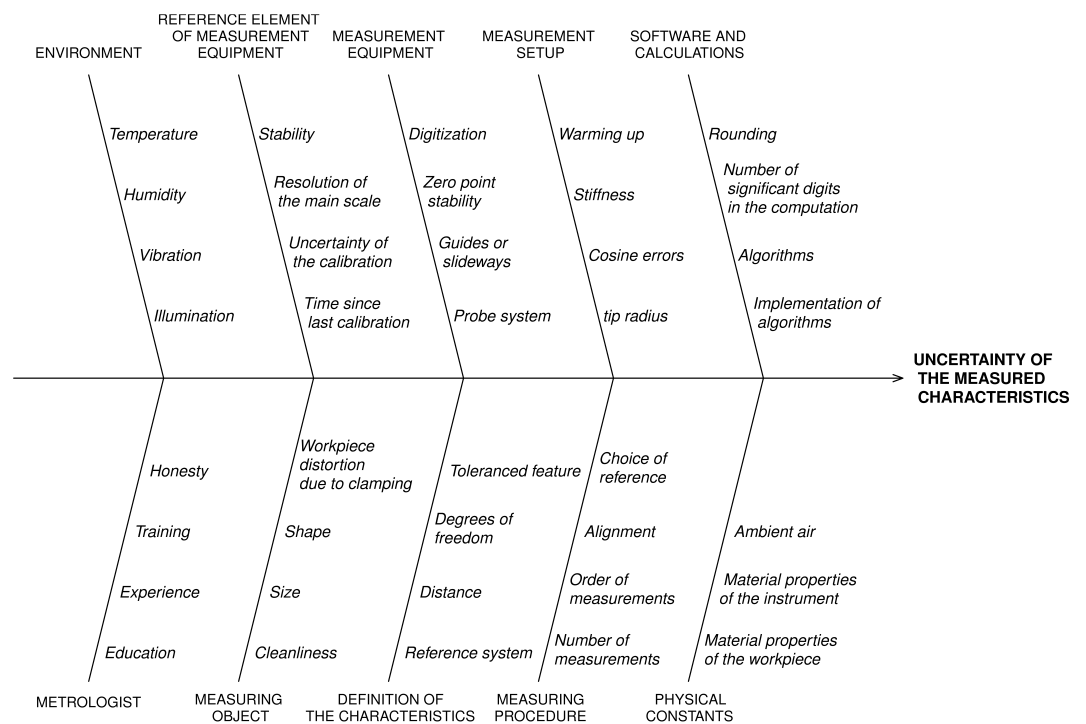 ENVIRONMENT
REFERENCE ELEMENT
OF MEASUREMENT
EQUIPMENT
MEASUREMENT
EQUIPMENT
MEASUREMENT
SETUP
SOFTWARE AND
CALCULATIONS
Temperature
Humidity
Vibration
Illumination
Stability
Resolution of
the main scale
Uncertainty of
the calibration
Time since
last calibration
Digitization
Zero point
stability
Guides or
slideways
Probe system
Warming up
Stiffness
Cosine errors
tip radius
Rounding
Number of
significant digits
in the computation
Algorithms
Implementation of
algorithms
UNCERTAINTY OF
THE MEASURED
CHARACTERISTICS
Honesty
Training
Experience
Education
Workpiece
distortion
due to clamping
Shape
Size
Cleanliness
Toleranced feature
Degrees of
freedom
Distance
Reference system
Choice of
reference
Alignment
Order of
measurements
Number of
measurements
Ambient air
Material properties
of the instrument
Material properties
of the workpiece
METROLOGIST
MEASURING
OBJECT
DEFINITION OF
THE CHARACTERISTICS
MEASURING
PROCEDURE
PHYSICAL
CONSTANTS